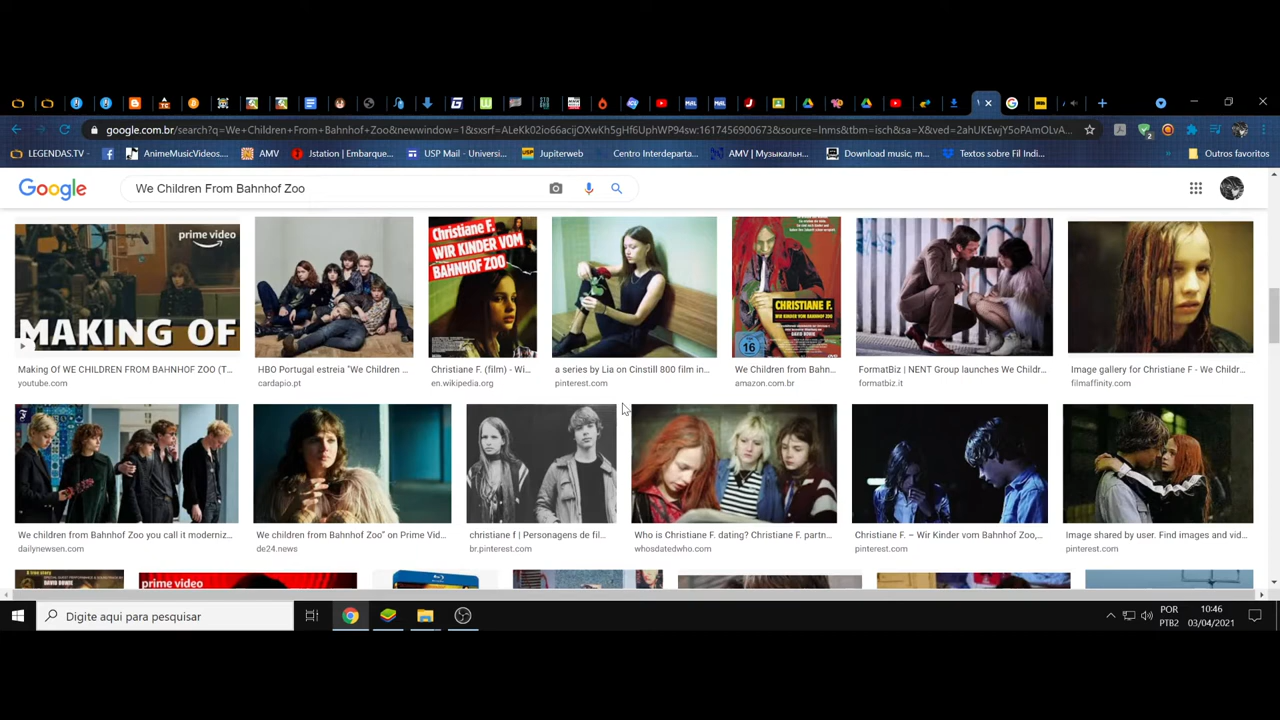 google.com.br/search?q=We+Children+From+Bahnhof+Zoo&newwindow=1&sxsrf=ALeKk02io66acijOXwKh5gHf6UphWP94sw:1617456900673&source=lnms&tbm=isch&sa=X&ved=2ahUKEwjY5oPAmOLvA...
LEGENDAS.TV - AnimeMusicVideos... AMV Jstation | Embarque... USP Mail - Universi... Jupiterweb Centro Interdeparta... AMV | Музыкальн... Download music, m... Textos sobre Fil Indi... » Outros favoritos
Google We Children From Bahnhof Zoo
prime video
MAKING OF
Christiane F.
WIR KINDER VOM
BAHNHOF ZOO
16
CHRISTIANE F.
WIR KINDER VOM BAHNHOF ZOO
DAVID BOWIE
Making Of WE CHILDREN FROM BAHNHOF ZOO (T...
youtube.com
HBO Portugal estreia "We Children ...
cardapio.pt
Christiane F. (film) - Wi...
en.wikipedia.org
a series by Lia on Cinstill 800 film in...
pinterest.com
We Children From Bahn...
amazon.com.br
FormatBiz | NENT Group launches We Childr...
formatbiz.it
Image gallery for Christiane F - We Childr...
filmaffinity.com
We children from Bahnhof Zoo you call it moderniz...
dailynewsen.com
We children from Bahnhof Zoo" on Prime Vid...
de24.news
christiane f | Personagens de fil...
br.pinterest.com
Who is Christiane F. dating? Christiane F. partn...
whosdatedwho.com
Christiane F. – Wir Kinder vom Bahnhof Zoo,...
pinterest.com
Image shared by user. Find images and vid...
pinterest.com
DAVID BOWIE
prime video
Digite aqui para pesquisar
POR
PTB2
10:46
03/04/2021